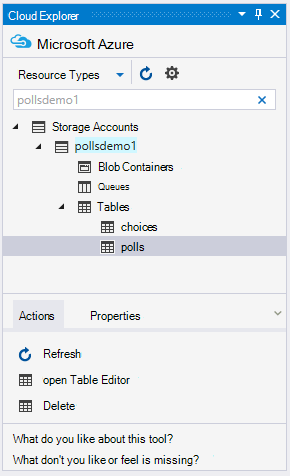 Cloud Explorer
Microsoft Azure
Resource Types
pollsdemo1
Storage Accounts
pollsdemo1
Blob Containers
Queues
Tables
choices
polls
Actions Properties
Refresh
open Table Editor
Delete
What do you like about this tool?
What don't you like or feel is missing?